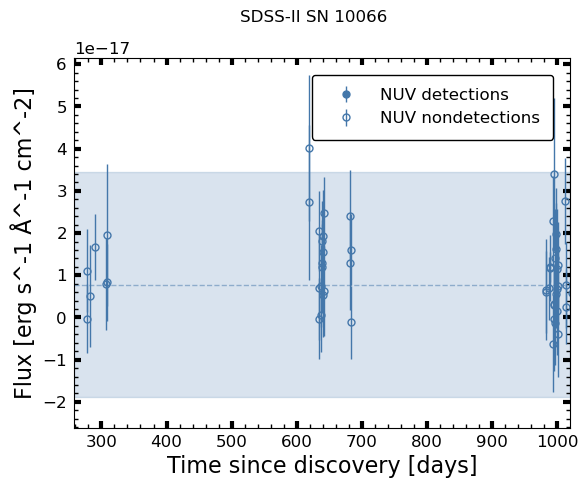 SDSS-II SN 10066
1e−17
6
5
4
3
2
1
0
−1
−2
Flux [erg s^-1 Å^-1 cm^-2]
NUV detections
NUV nondetections
300 400 500 600 700 800 900 1000
Time since discovery [days]